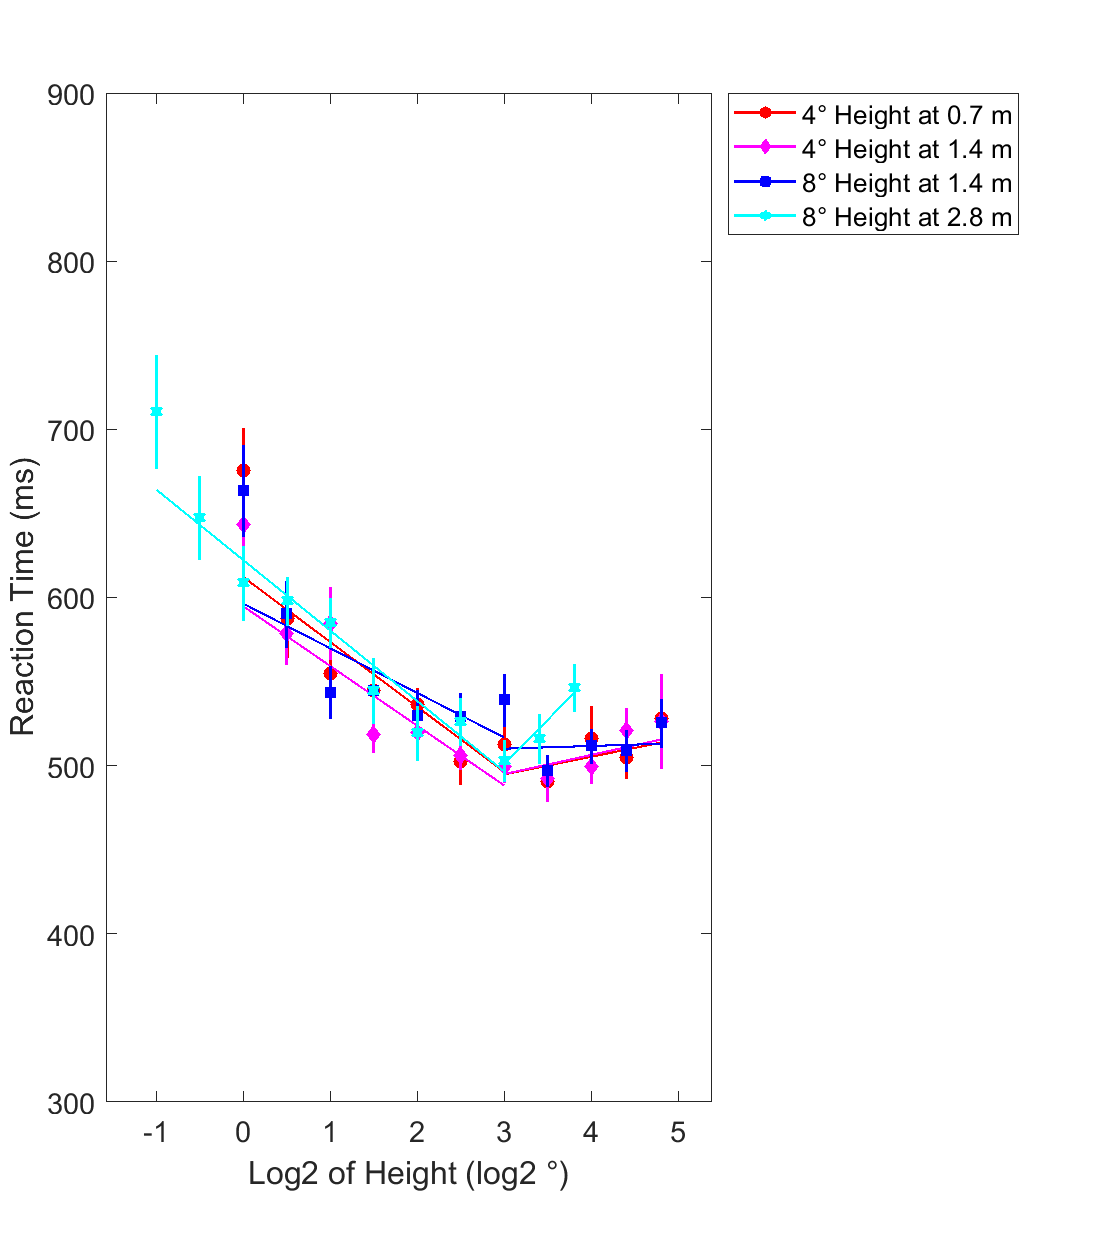 900
800
700
600
500
400
300
-1 0 1 2 3 4 5
Reaction Time (ms)
Log2 of Height (log2 °)
4° Height at 0.7 m
4° Height at 1.4 m
8° Height at 1.4 m
8° Height at 2.8 m